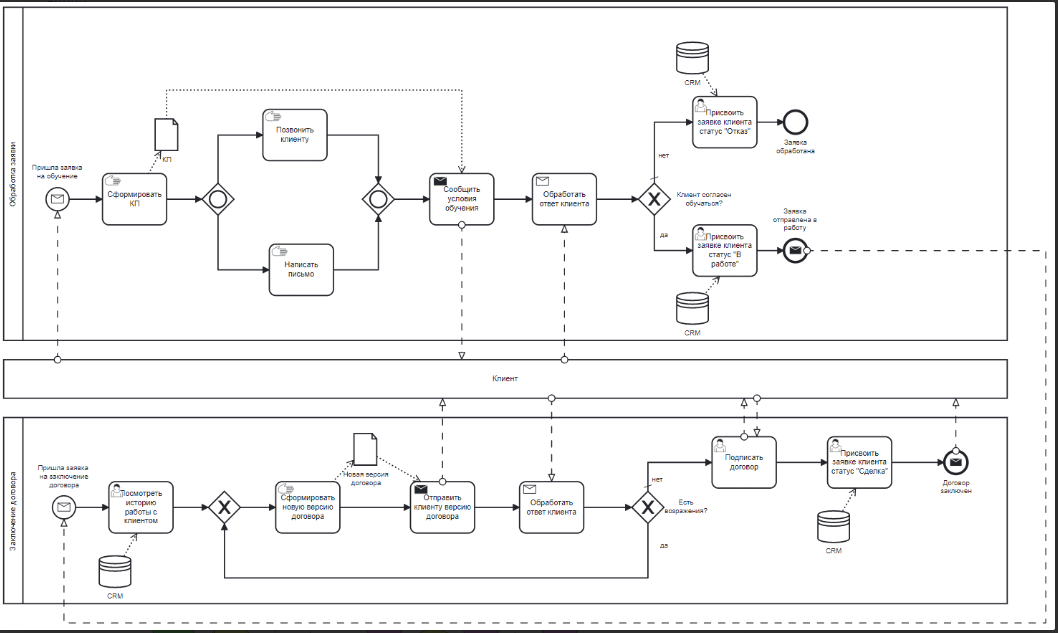 Обработка заявки
Пришла заявка
на обучение
Сформировать
КП
КП
Позвонить
клиенту
Написать
письмо
Сообщить
условия
обучения
Обработать
ответ клиента
нет
Клиент согласен
обучаться?
да
CRM
Присвоить
заявке клиента
статус "Отказ"
Заявка
обработана
Заявка
отправлена в
работу
Присвоить
заявке клиента
статус "В
работе"
CRM
Клиент
Заключение договора
Пришла заявка
на заключение
договора
Посмотреть
историю
работы с
клиентом
CRM
Сформировать
новую версию
договора
Новая версия
договора
Отправить
клиенту версию
договора
Обработать
ответ клиента
нет
Есть
возражения?
да
Подписать
договор
Присвоить
заявке клиента
статус "Сделка"
CRM
Договор
заключен